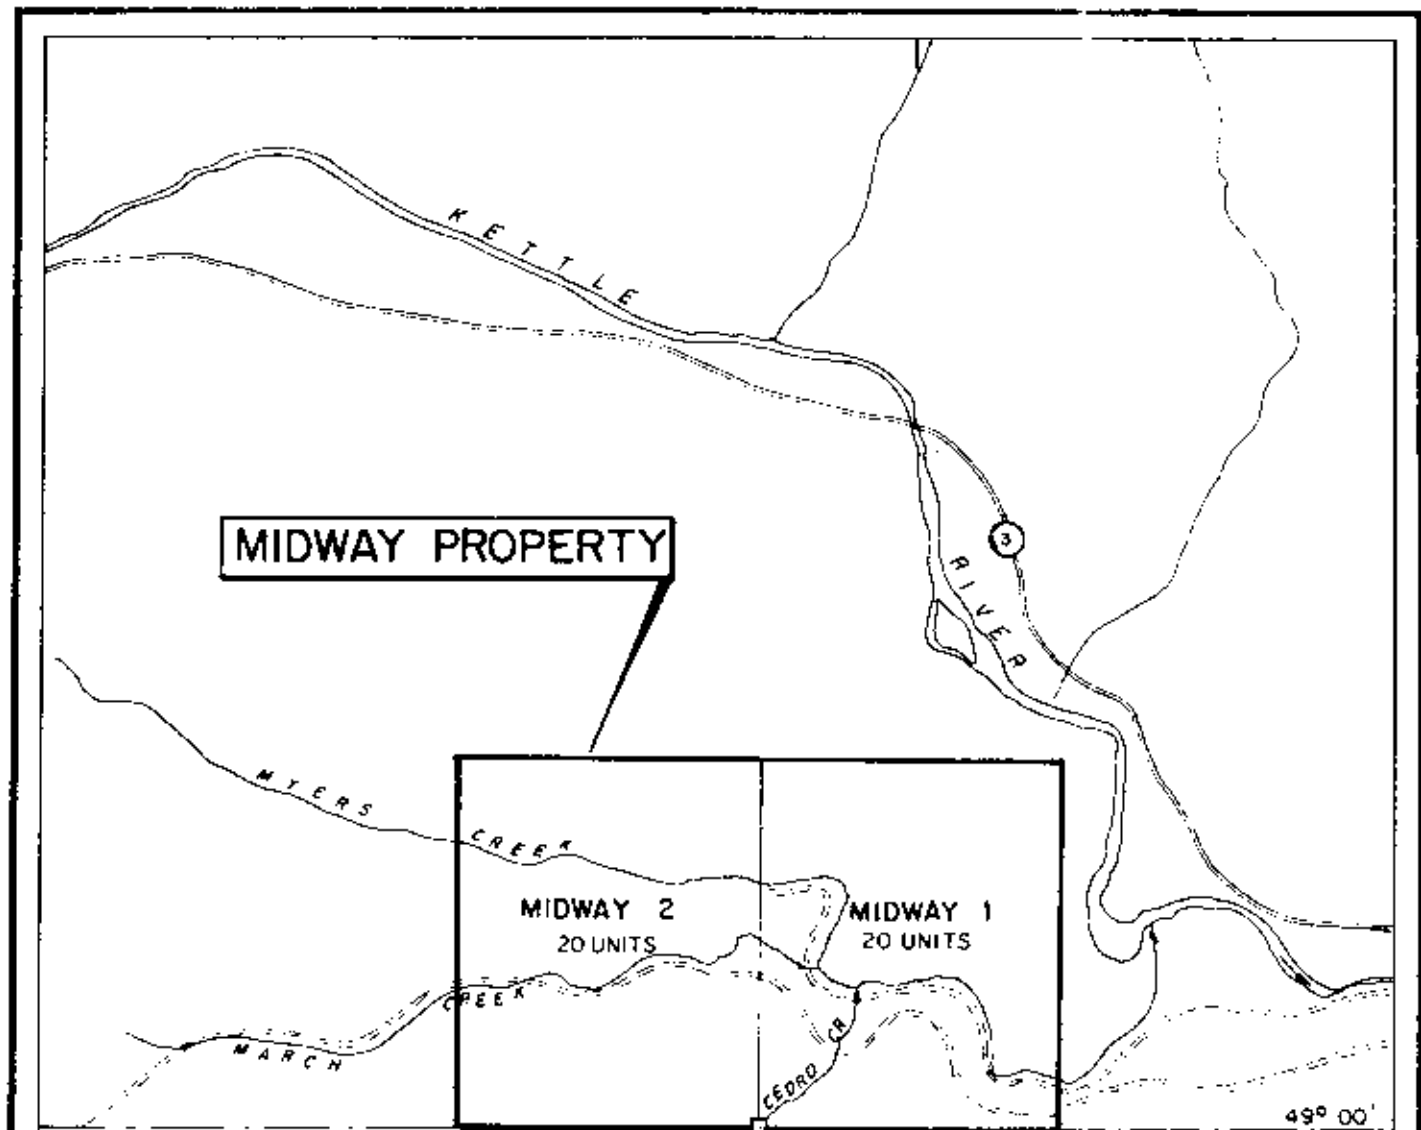 KETTLE
MIDWAY PROPERTY
3
RIVER
MYERS CREEK
MIDWAY 2
20 UNITS
MIDWAY 1
20 UNITS
MARCH CREEK
CEDRO CR
49° 00'